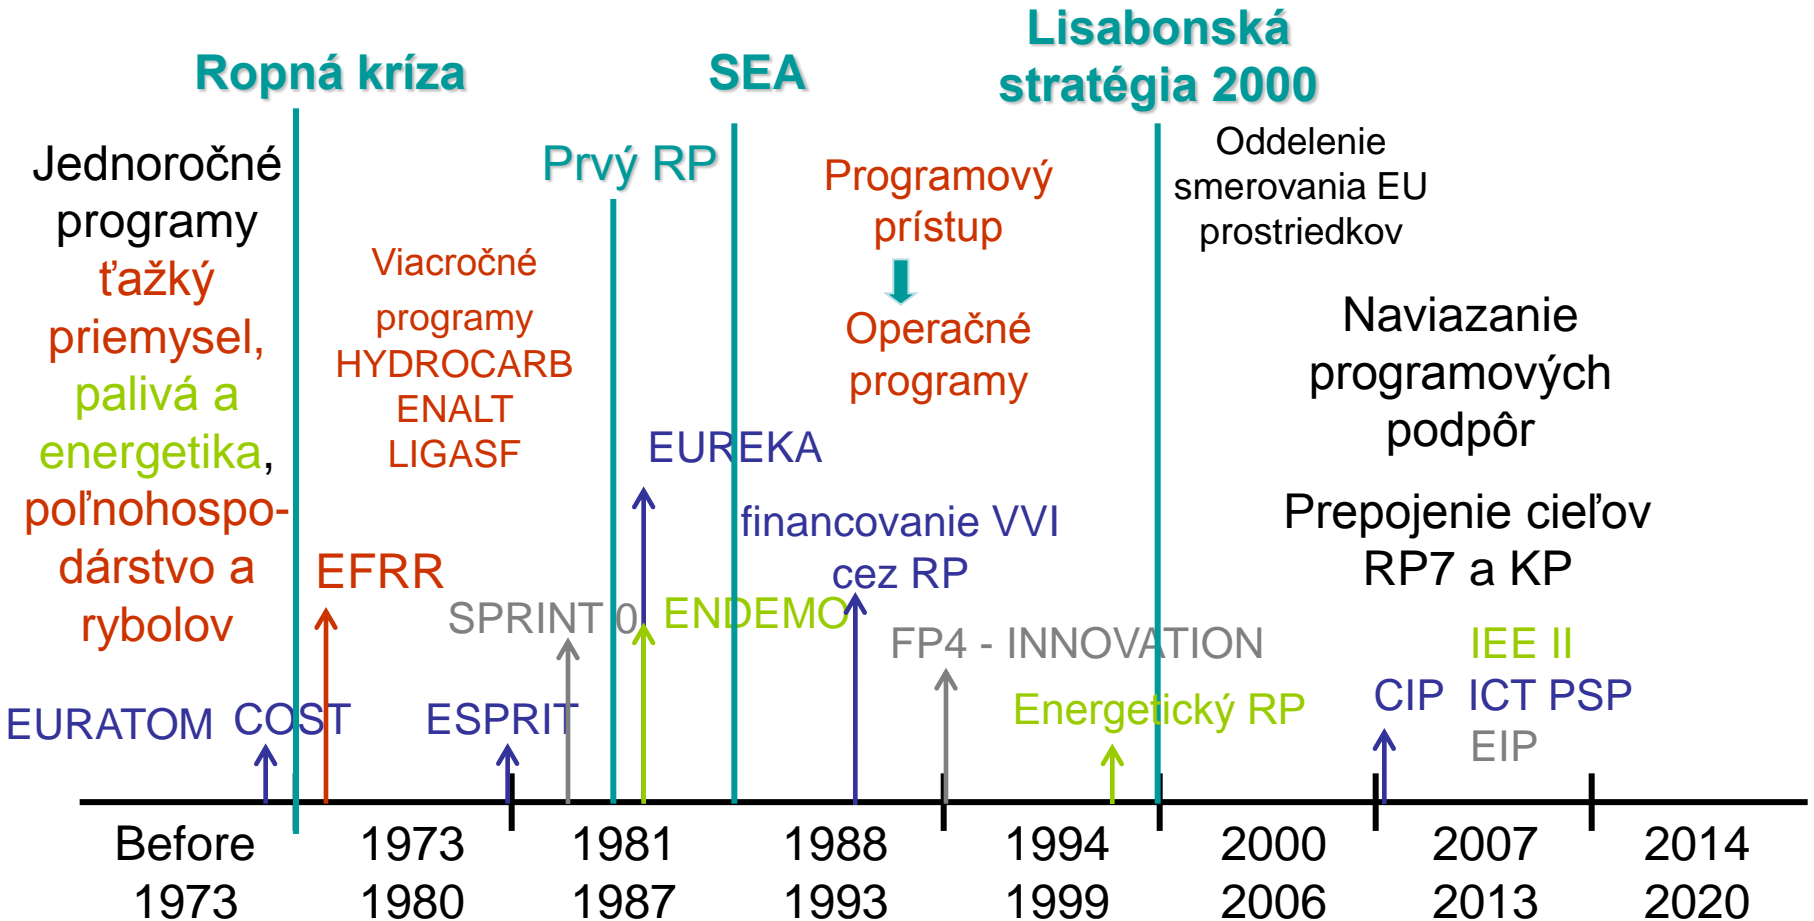 Ropná kríza
SEA
Lisabonská
stratégia 2000
Jednoročné
programy
ťažký
priemysel,
palivá a
energetika,
poľnohospo-
dárstvo a
rybolov
Viacročné
programy
HYDROCARB
ENALT
LIGASF
Prvý RP
Programový
prístup
Operačné
programy
Oddelenie
smerovania EU
prostriedkov
Naviazanie
programových
podpôr
Prepojenie cieľov
RP7 a KP
EUREKA
financovanie VVI
cez RP
EFRR
SPRINT 0
ENDEMO
FP4 - INNOVATION
IEE II
EURATOM
COST
ESPRIT
Energetický RP
CIP
ICT PSP
EIP
Before
1973
1973
1980
1981
1987
1988
1993
1994
1999
2000
2006
2007
2013
2014
2020